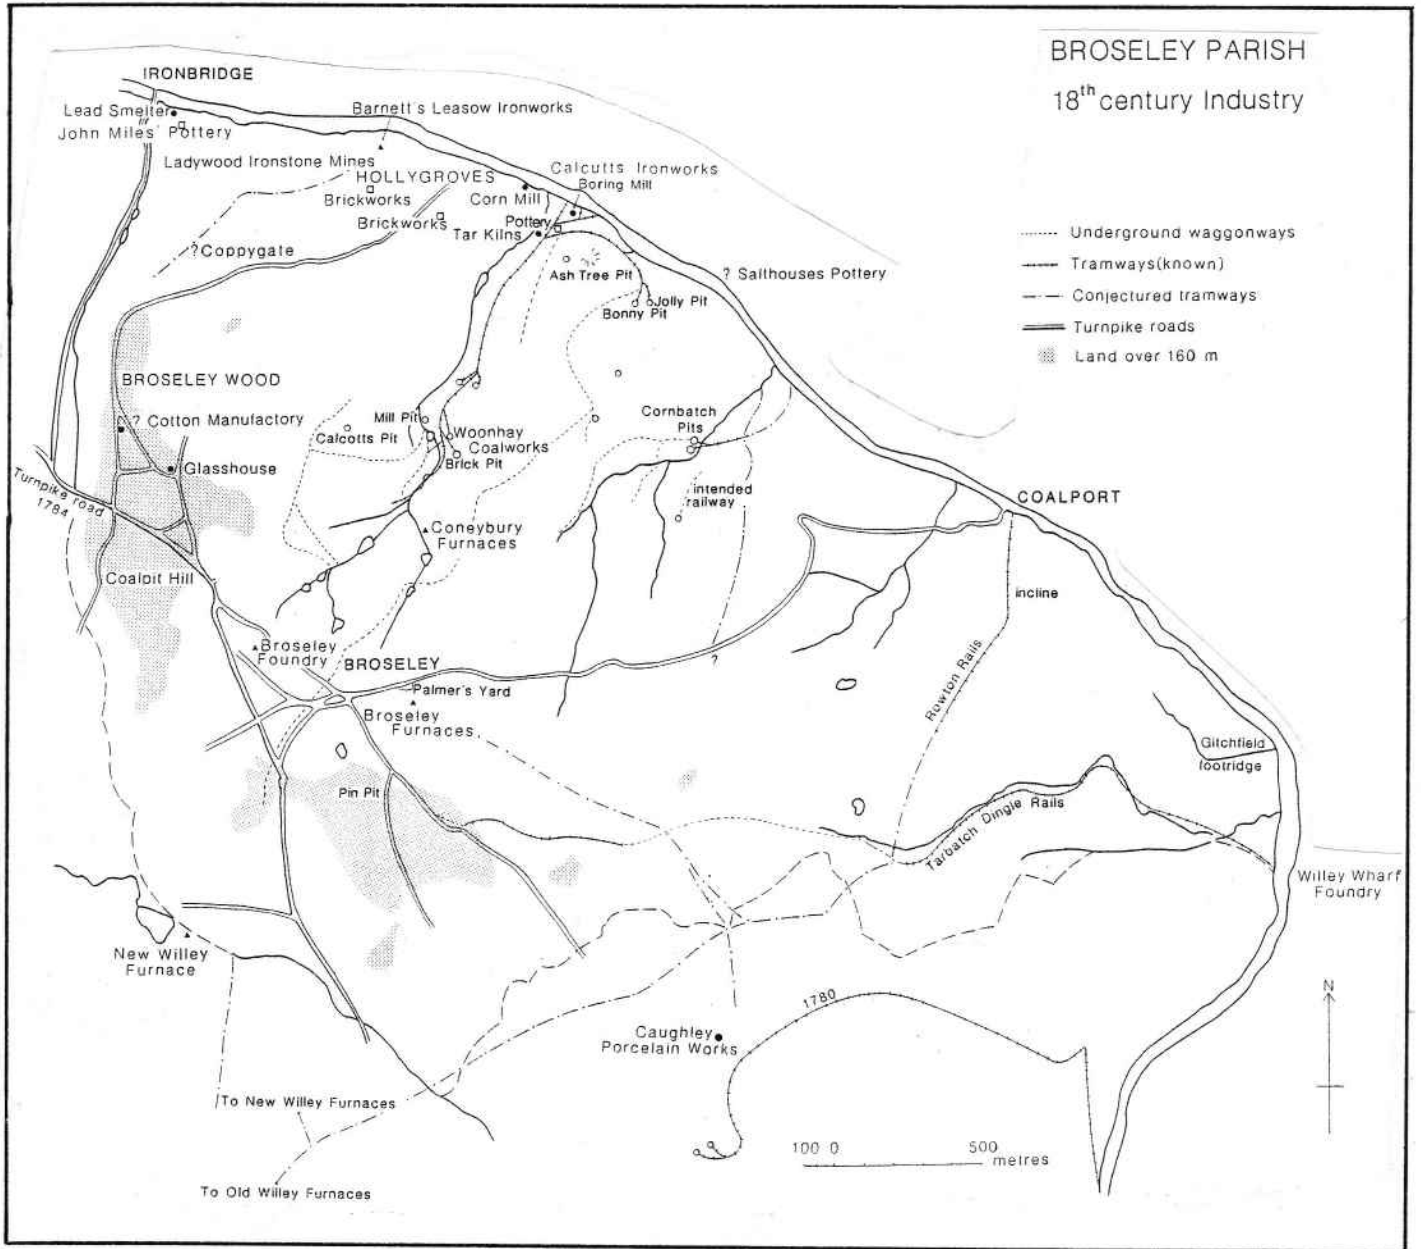 BROSELEY PARISH
18th century Industry
IRONBRIDGE
Lead Smelter
John Miles' Pottery
Barnett's Leasow Ironworks
Ladywood Ironstone Mines
HOLLYGROVES
Brickworks
Brickworks
Corn Mill
Calcutts Ironworks
Boring Mill
Pottery
Tar Kilns
?Coppygate
Ash Tree Pit
Jolly Pit
Bonny Pit
? Salthouses Pottery
Underground waggonways
Tramways(known)
Conjectured tramways
Turnpike roads
Land over 160 m
BROSELEY WOOD
? Cotton Manufactory
Glasshouse
Mill Pit
Calcotts Pit
Woonhay
Coalworks
Brick Pit
Cornbatch
Pits
intended
railway
Turnpike road
1784
Coneybury
Furnaces
COALPORT
Coalpit Hill
incline
Broseley
Foundry
BROSELEY
?
Palmer's Yard
Broseley
Furnaces
Rowton Rails
Gitchfield
footridge
Pin Pit
Tarbatch Dingle Rails
Willey Wharf
Foundry
New Willey
Furnace
1780
Caughley
Porcelain Works
N
To New Willey Furnaces
To Old Willey Furnaces
100 0 500
metres